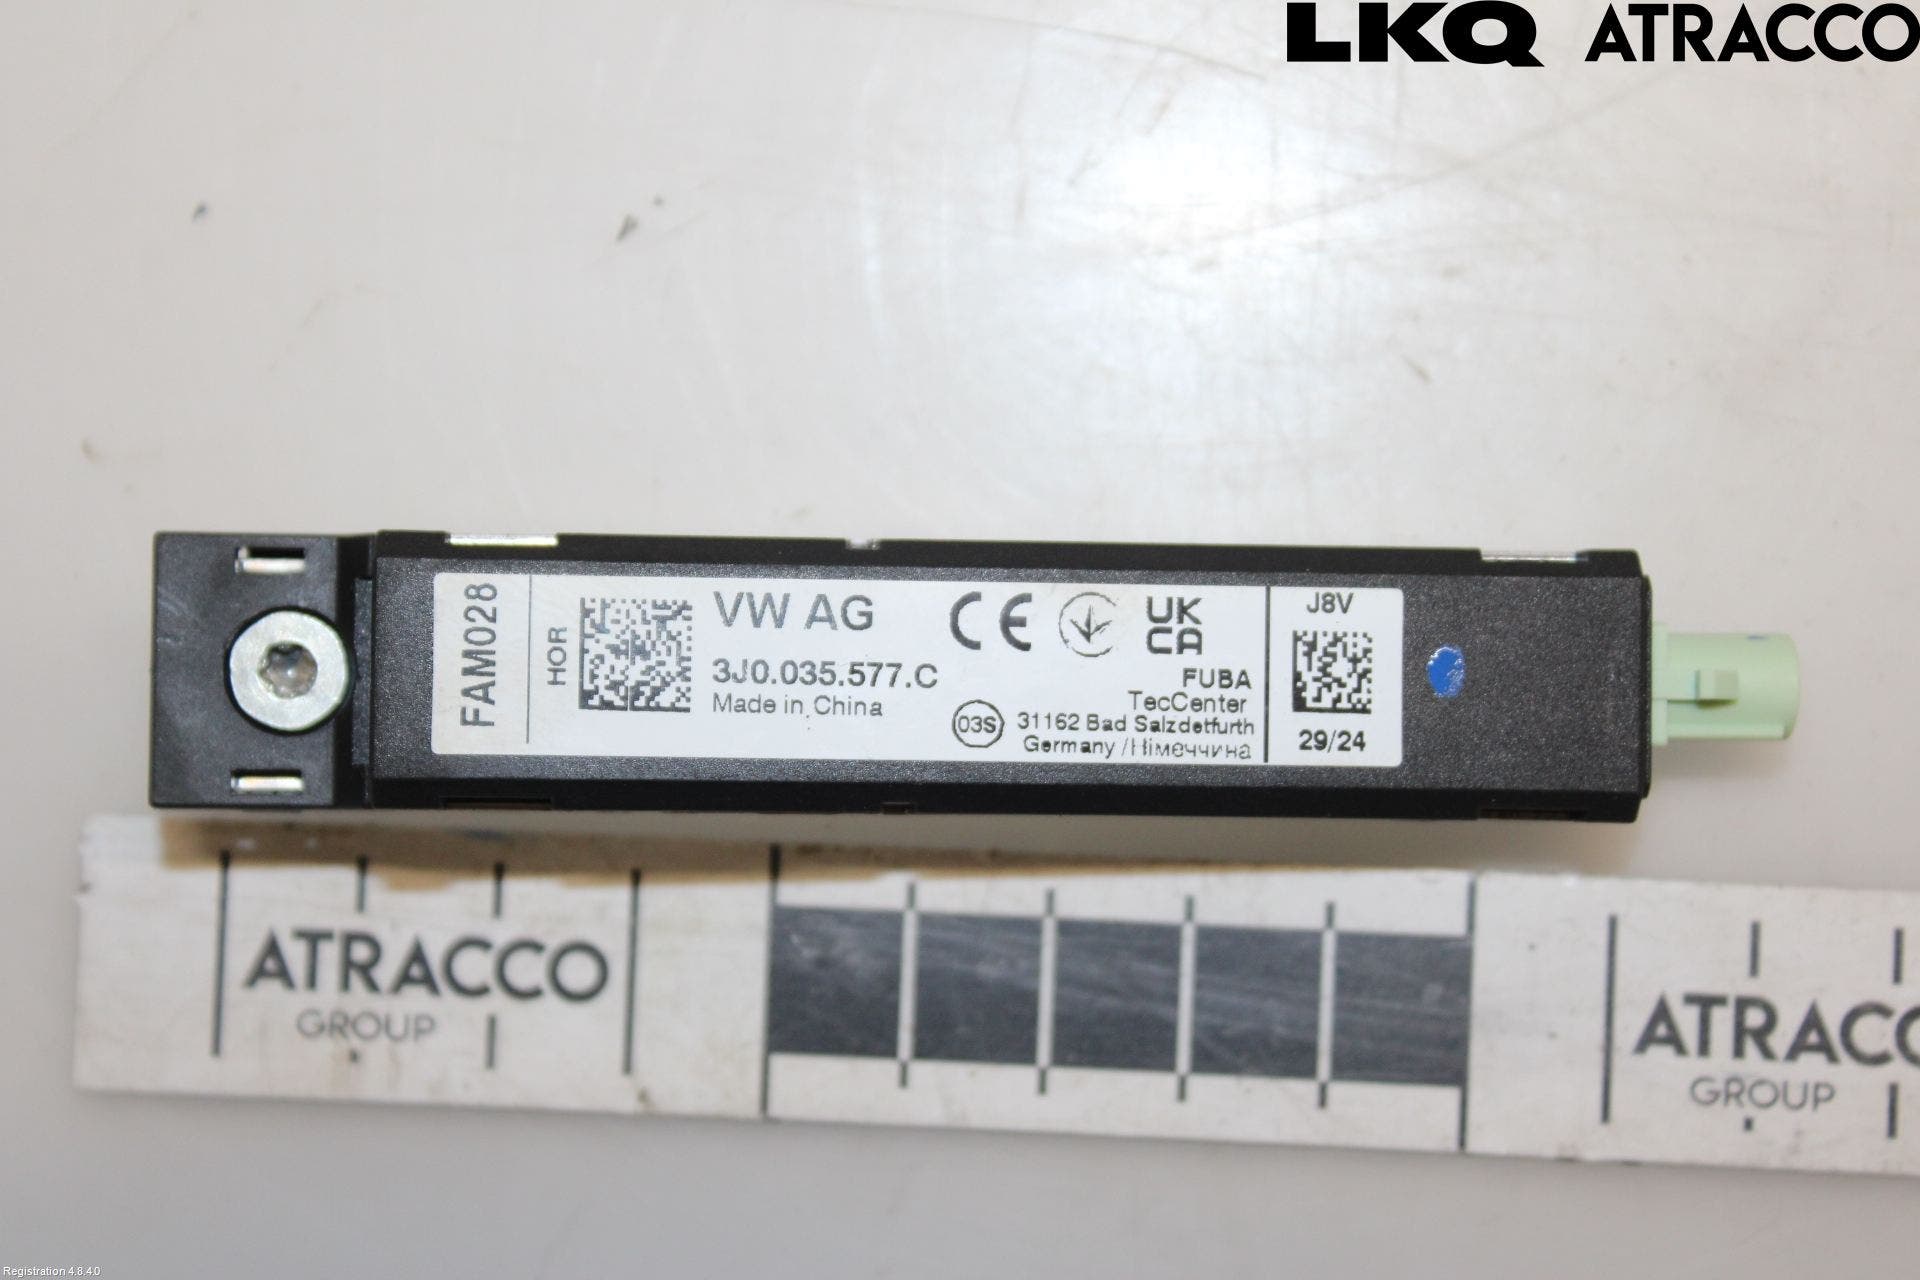 LKQ ATRACCO
FAM028
HOR
VW AG
3J0.035.577.C
Made in China
CE
UK
CA
FUBA
TecCenter
03S
31162 Bad Salzdetfurth
Germany / Німеччина
J8V
29/24
ATRACCO
GROUP
ATRACC
GROUP
Registration 4.8.4.0